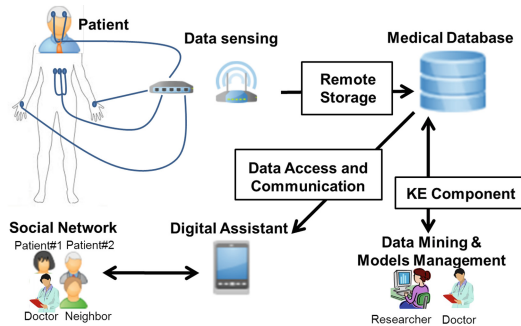 Patient
Data sensing
Medical Database
Remote
Storage
Data Access and
Communication
KE Component
Social Network
Patient#1 Patient#2
Doctor Neighbor
Digital Assistant
Data Mining &
Models Management
Researcher Doctor